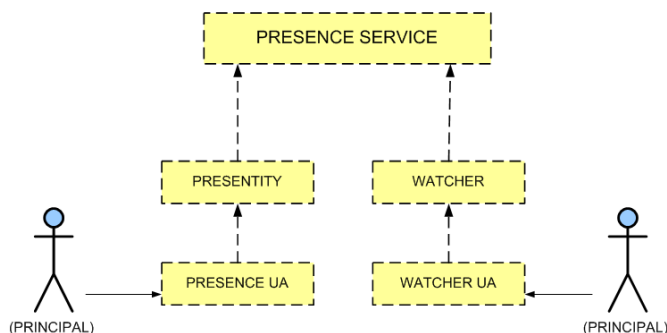 PRESENCE SERVICE
PRESENTITY
WATCHER
PRESENCE UA
WATCHER UA
(PRINCIPAL)
(PRINCIPAL)